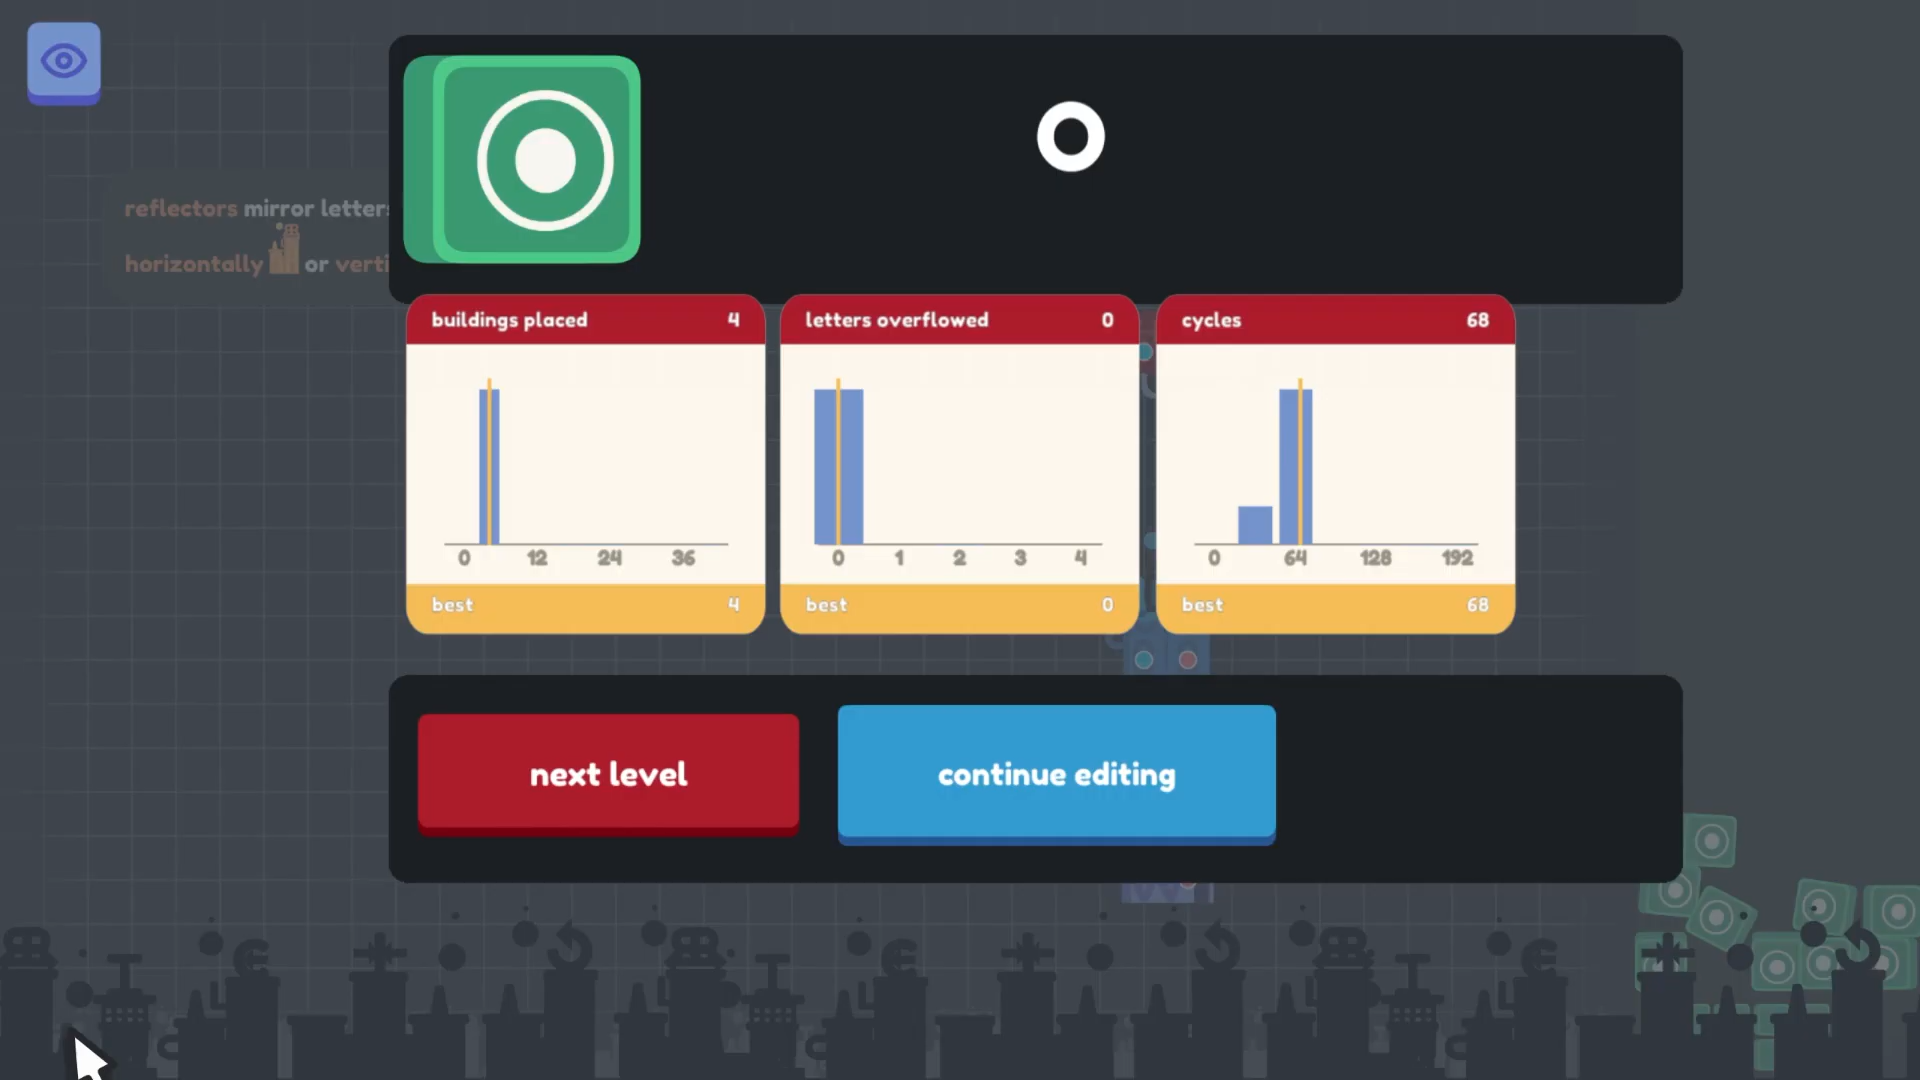 o
reflectors mirror letters
horizontally or verti
buildings placed 4
0 12 24 36
best 4
letters overflowed 0
0 1 2 3 4
best 0
cycles 68
0 64 128 192
best 68
next level
continue editing